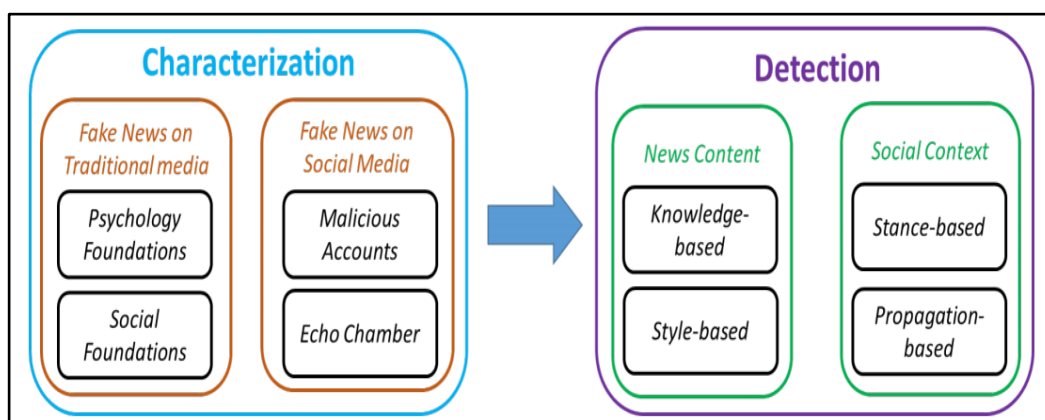 Characterization
Fake News on
Traditional media
Psychology
Foundations
Social
Foundations
Fake News on
Social Media
Malicious
Accounts
Echo Chamber
Detection
News Content
Knowledge-
based
Style-based
Social Context
Stance-based
Propagation-
based